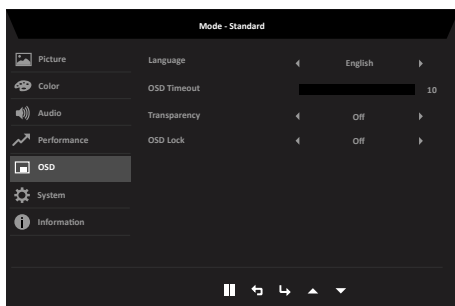 Mode - Standard
Picture
Language English
Color
OSD Timeout 10
Audio
Transparency Off
Performance
OSD Lock Off
OSD
System
Information